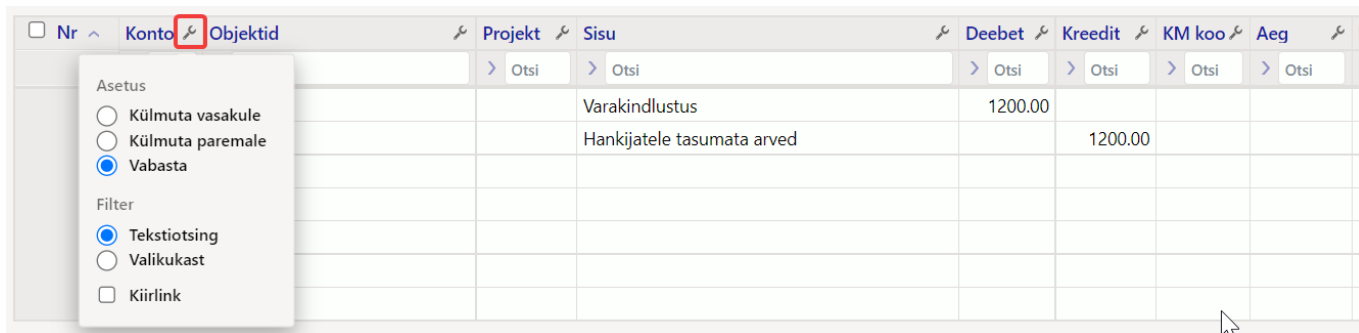 Nr Konto Objektid Projekt Sisu Deebet Kreedit KM koo Aeg
Otsi Otsi Otsi Otsi Otsi Otsi
Asetus
Külmuta vasakule
Külmuta paremale
Vabasta
Filter
Tekstiotsing
Valikukast
Kiirlink
Varakindlustus 1200.00
Hankijatele tasumata arved 1200.00